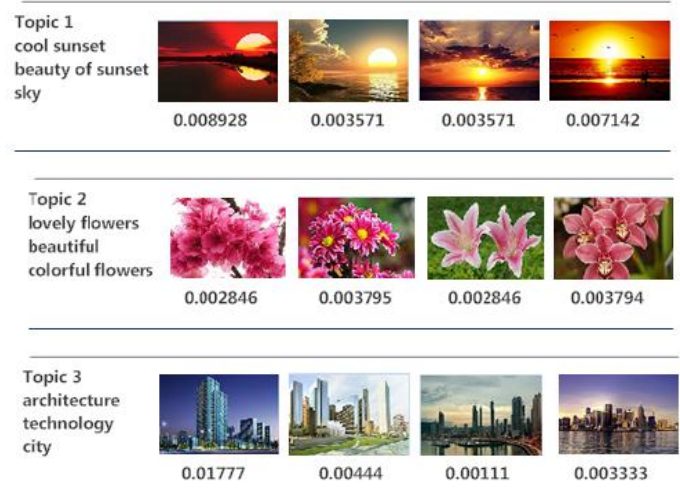 Topic 1
cool sunset
beauty of sunset
sky
0.008928 0.003571 0.003571 0.007142
Topic 2
lovely flowers
beautiful
colorful flowers
0.002846 0.003795 0.002846 0.003794
Topic 3
architecture
technology
city
0.01777 0.00444 0.00111 0.003333